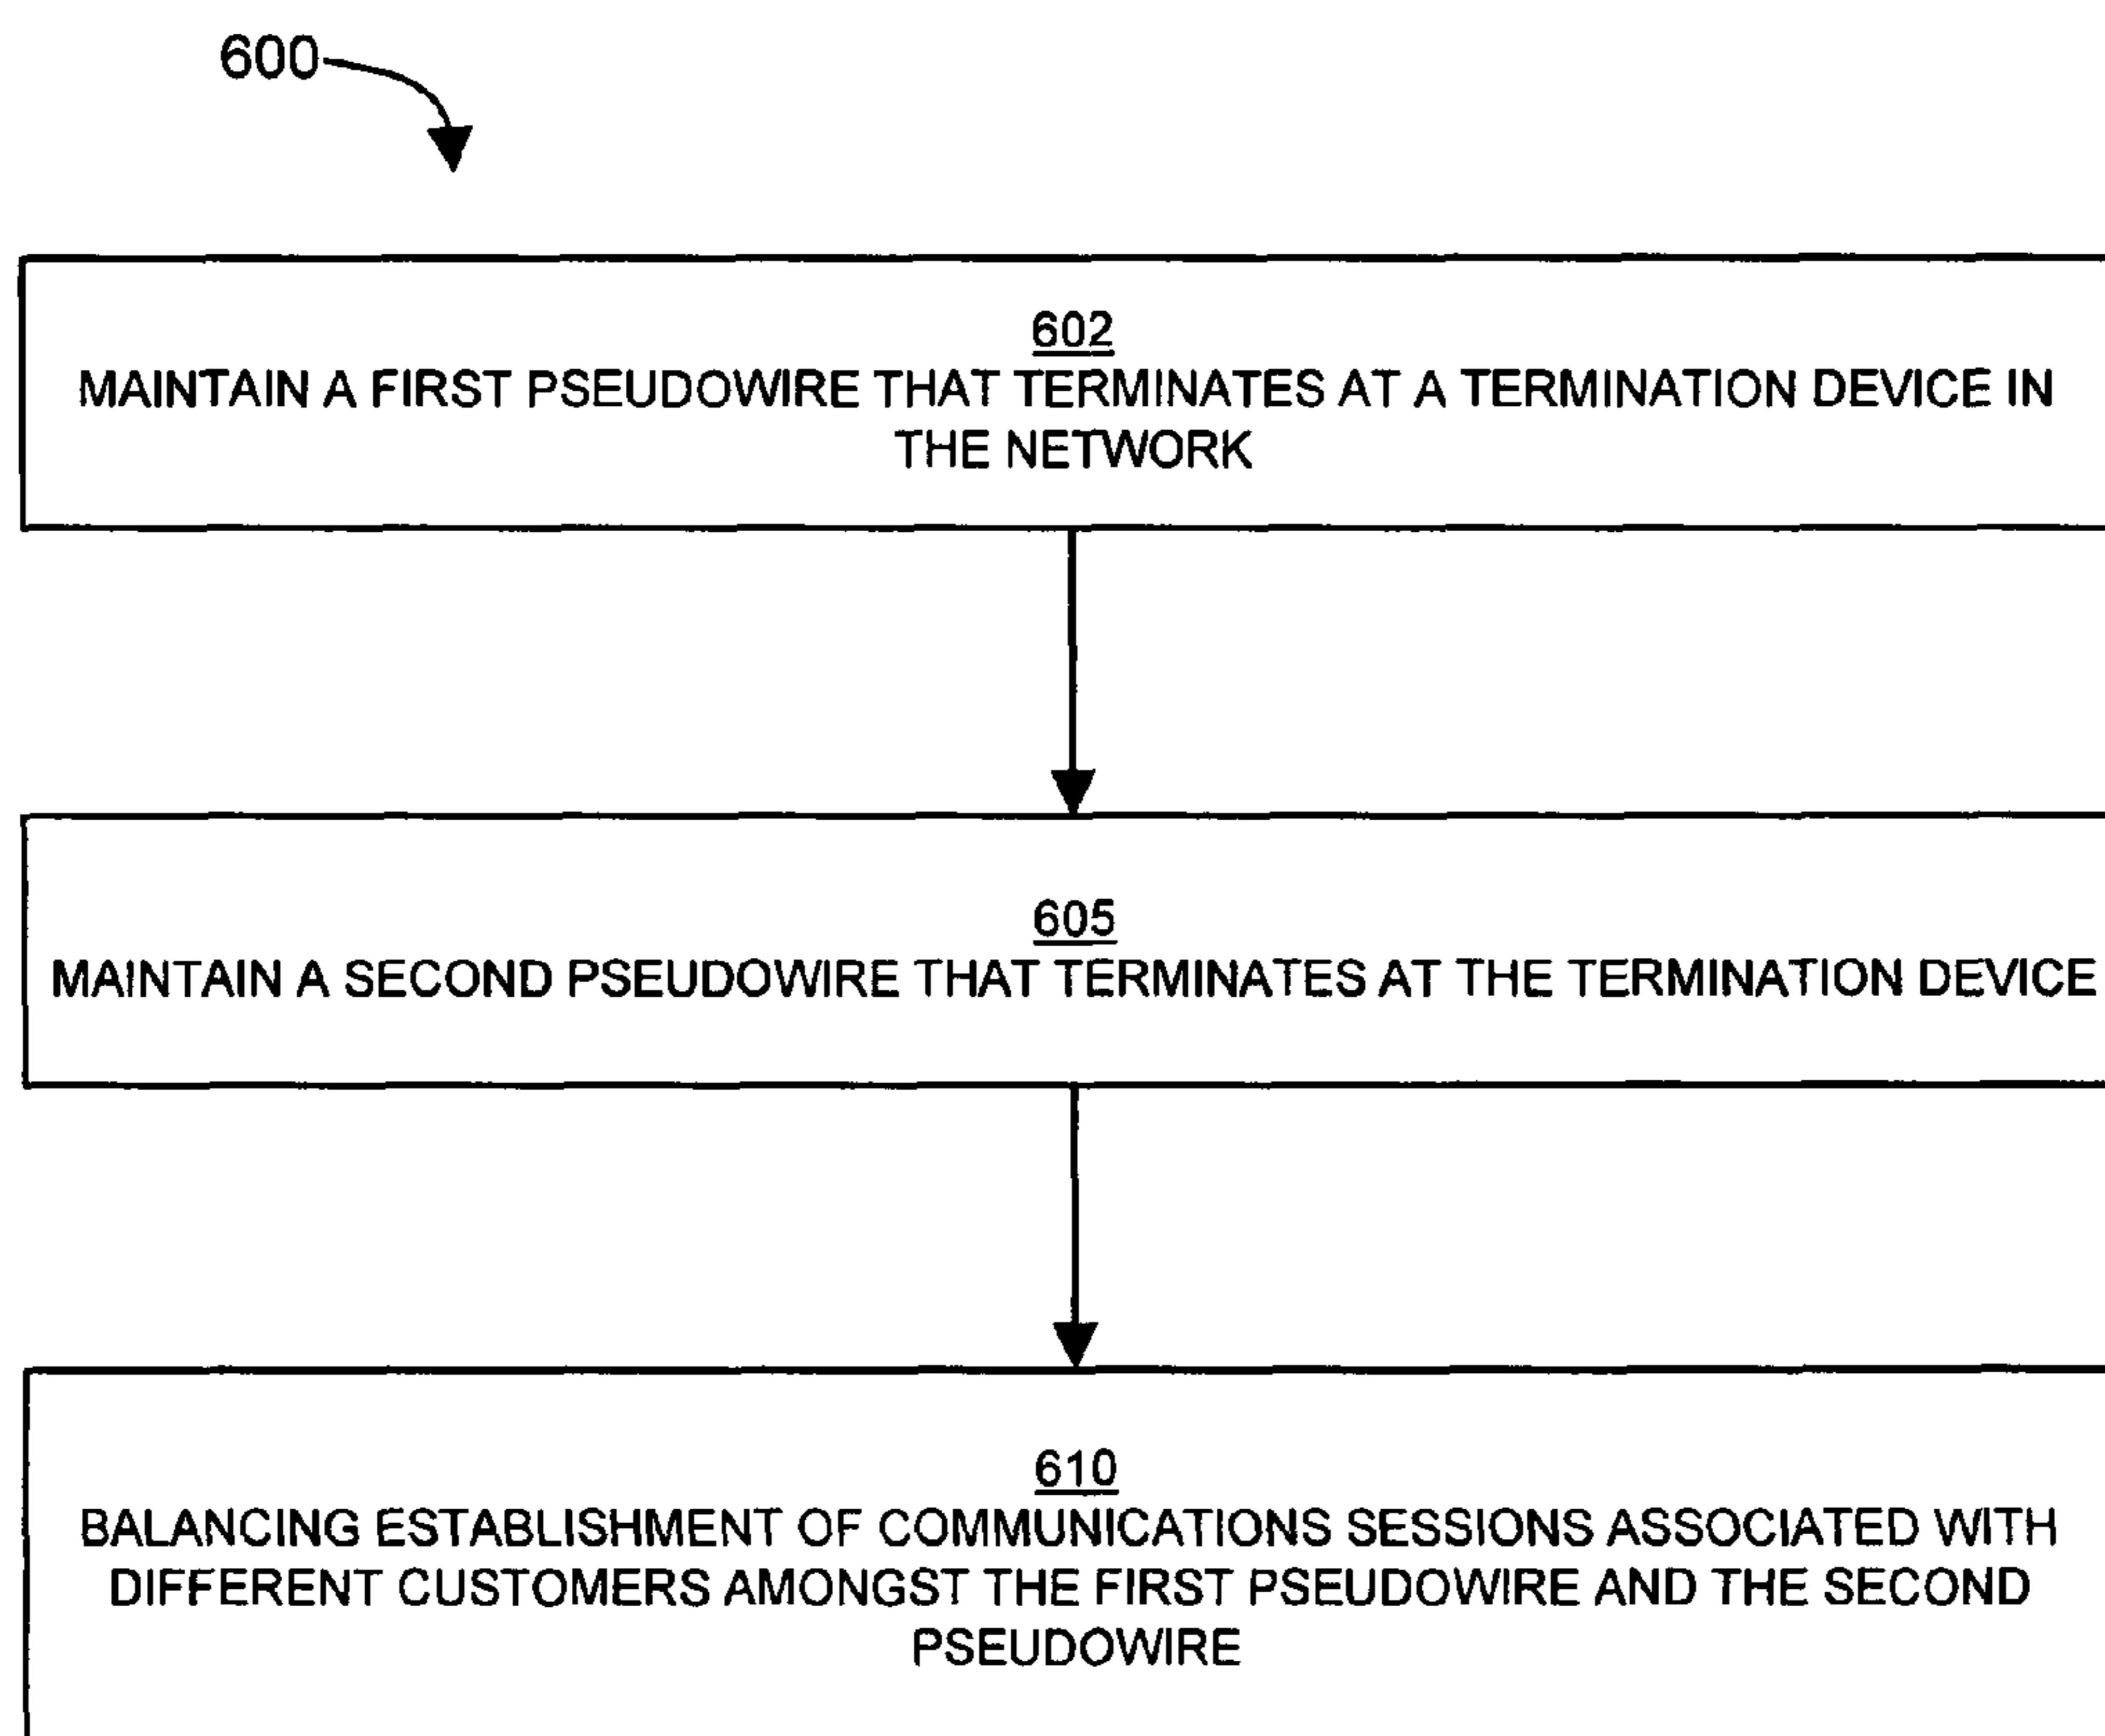 600
602
MAINTAIN A FIRST PSEUDOWIRE THAT TERMINATES AT A TERMINATION DEVICE IN
THE NETWORK
605
MAINTAIN A SECOND PSEUDOWIRE THAT TERMINATES AT THE TERMINATION DEVICE
610
BALANCING ESTABLISHMENT OF COMMUNICATIONS SESSIONS ASSOCIATED WITH
DIFFERENT CUSTOMERS AMONGST THE FIRST PSEUDOWIRE AND THE SECOND
PSEUDOWIRE